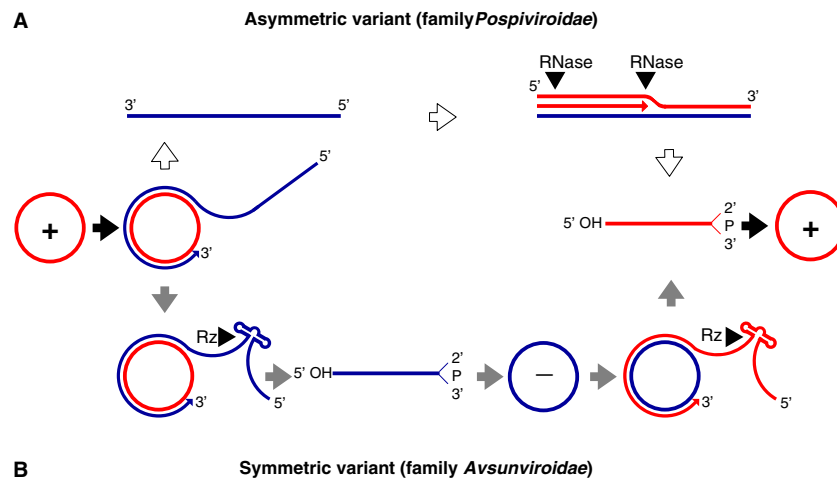 A
Asymmetric variant (family Pospiviroidae)
RNase RNase
5’
3’ 5’
3’
5’
+
3’
5’ OH
2’
P
3’
+
Rz
3’
5’
5’ OH
2’
P
3’
–
Rz
3’
5’
B
Symmetric variant (family Avsunviroidae)